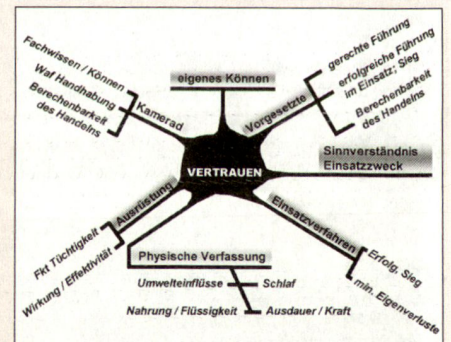 Fachwissen / Können
Waf Handhabung
Berechenbarkeit
des Handelns
Kamerad
eigenes Können
Vorgesetzte
gerechte Führung
erfolgreiche Führung
im Einsatz; Sieg
Berechenbarkeit
des Handelns
VERTRAUEN
Sinnverständnis
Einsatzzweck
Ausrüstung
Fkt Tüchtigkeit
Wirkung / Effektivität
Einsatzverfahren
Erfolg, Sieg
min. Eigenverluste
Physische Verfassung
Umwelteinflüsse
Schlaf
Nahrung / Flüssigkeit
Ausdauer / Kraft